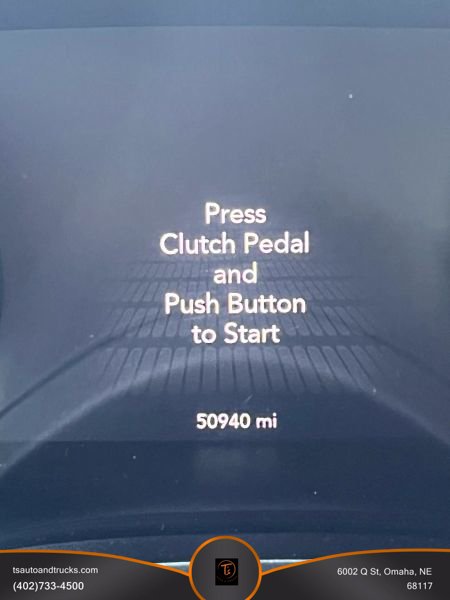 Press
Clutch Pedal
and
Push Button
to Start
50940 mi
tsautoandtrucks.com
(402)733-4500
Ts
6002 Q St, Omaha, NE
68117